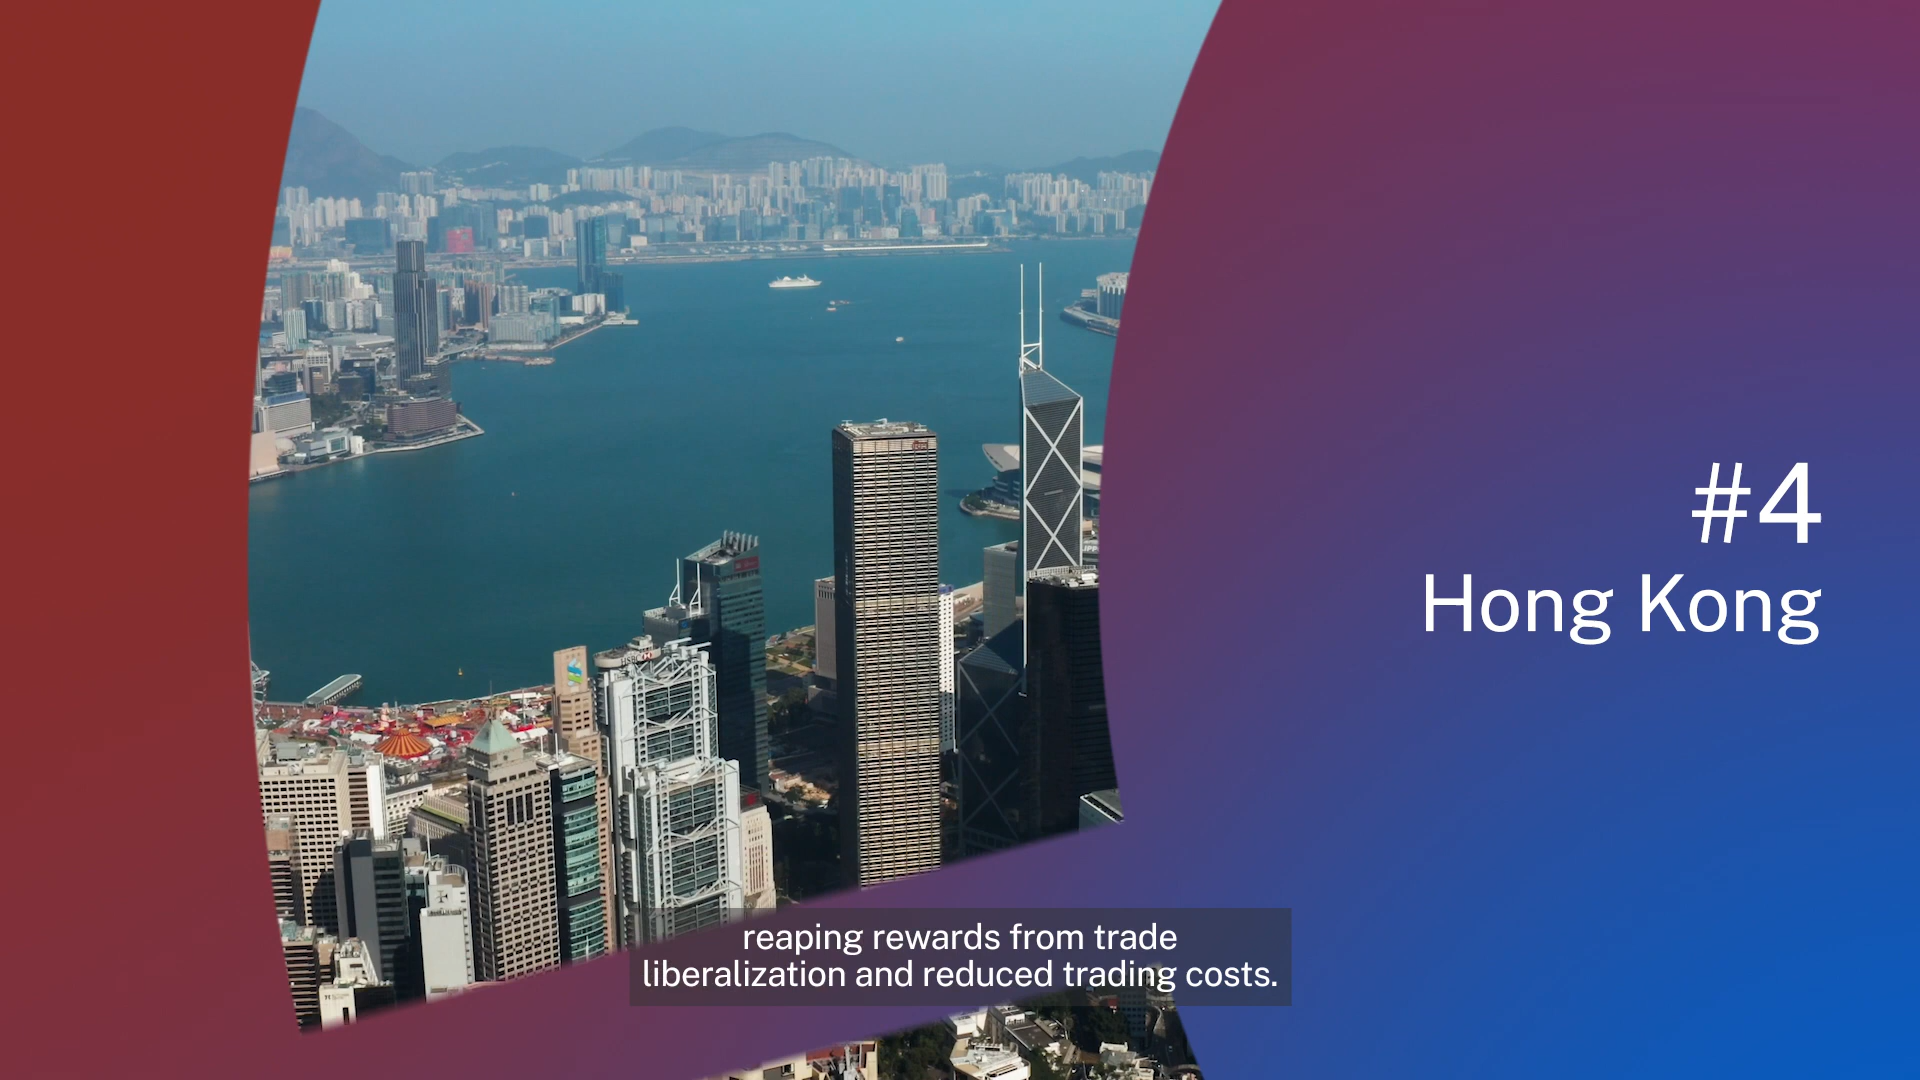 #4
Hong Kong
reaping rewards from trade
liberalization and reduced trading costs.